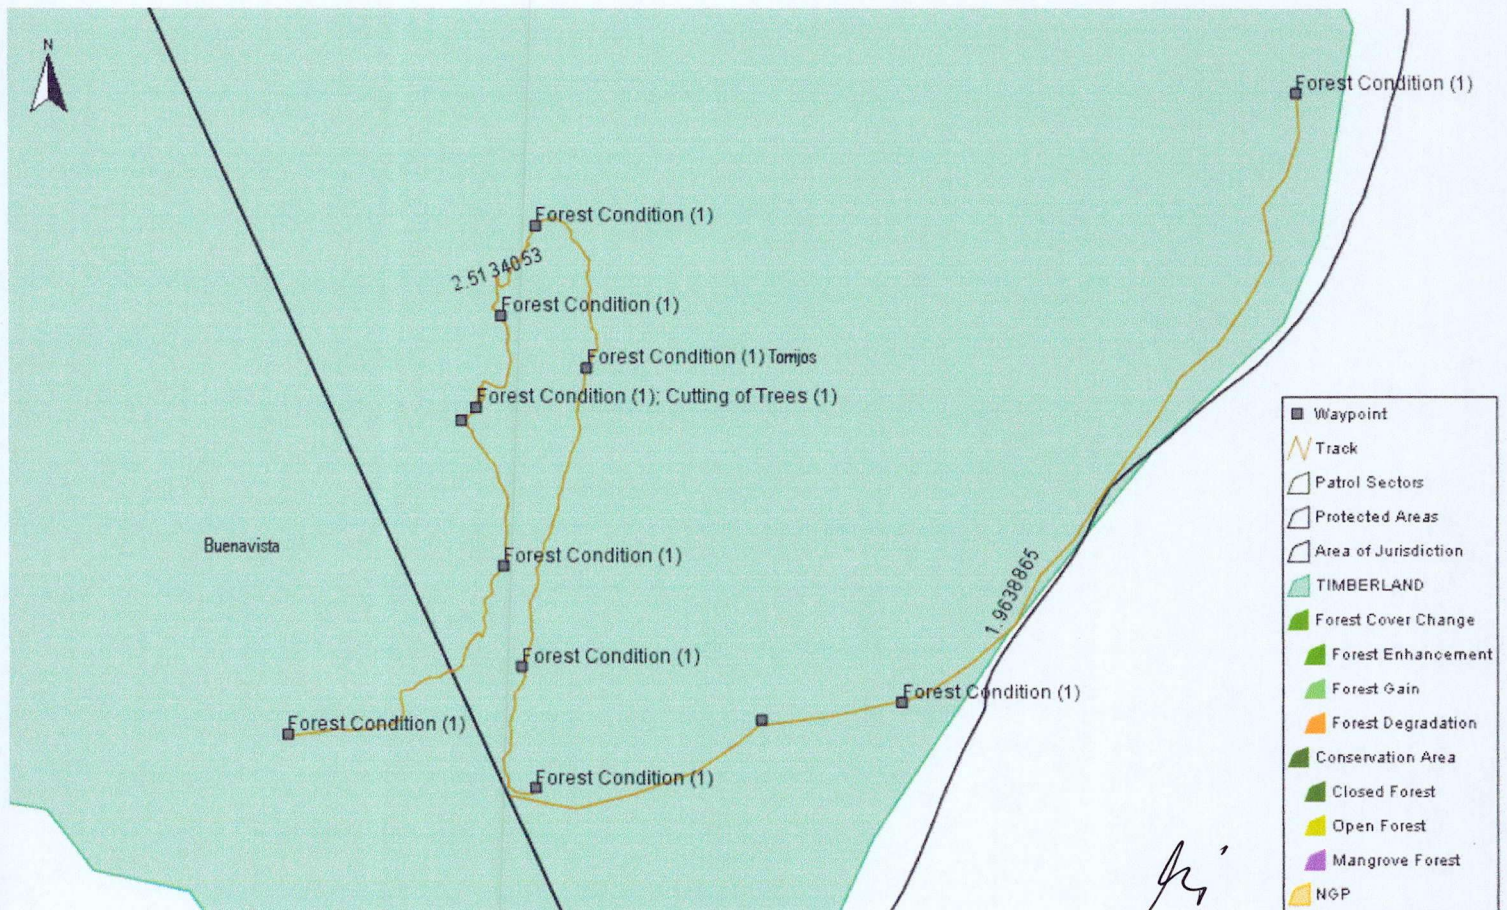 N
Forest Condition (1)
Forest Condition (1)
2.5134053
Forest Condition (1)
Forest Condition (1) Torrijos
Forest Condition (1); Cutting of Trees (1)
Buenavista
Forest Condition (1)
1.9638865
Forest Condition (1)
Forest Condition (1)
Forest Condition (1)
Forest Condition (1)
Waypoint
Track
Patrol Sectors
Protected Areas
Area of Jurisdiction
TIMBERLAND
Forest Cover Change
Forest Enhancement
Forest Gain
Forest Degradation
Conservation Area
Closed Forest
Open Forest
Mangrove Forest
NGP